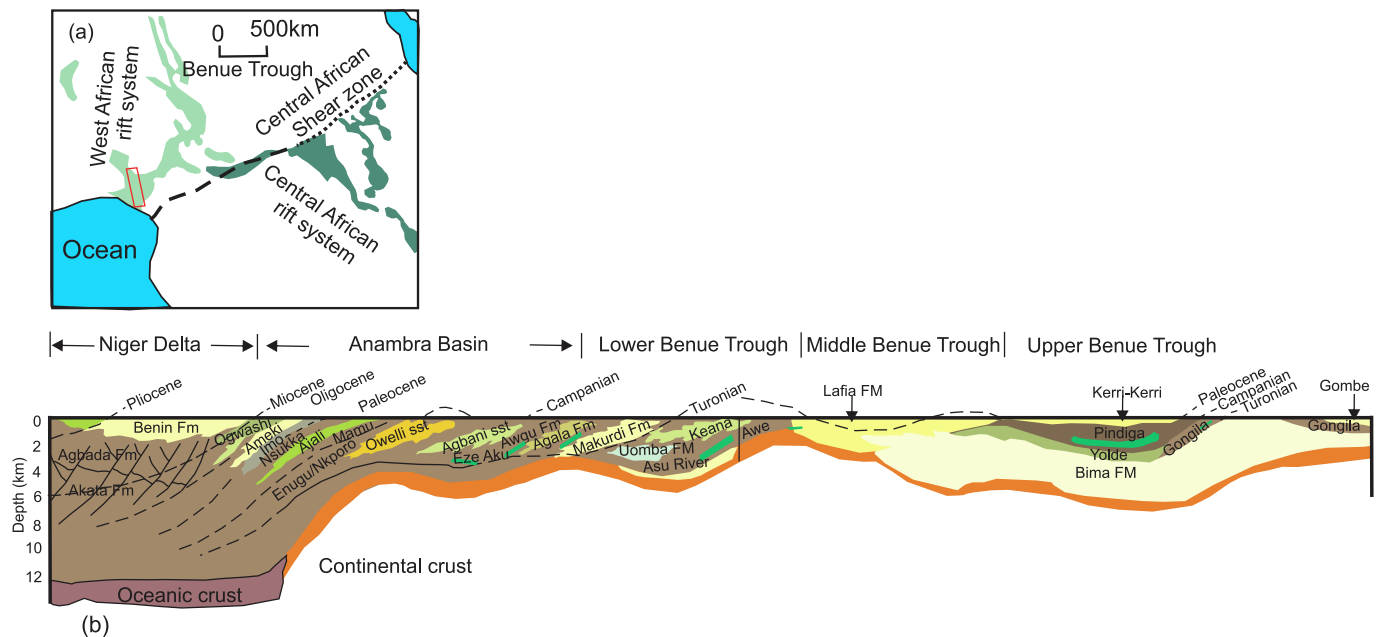 (a)
0 500km
Benue Trough
West African
rift system
Central African
Shear zone
Central African
rift system
Ocean
Niger Delta
Anambra Basin
Lower Benue Trough
Middle Benue Trough
Upper Benue Trough
Pliocene
Miocene
Oligocene
Paleocene
Campanian
Turonian
Lafia FM
Kerri-Kerri
Paleocene
Campanian
Turonian
Gombe
0
2
4
6
8
10
12
Depth (km)
Benin Fm
Agbada Fm
Akata Fm
Ogwashi
Ameki
Imo
Nsukka
Ajali
Mamu
Owelli sst
Enugu/Nkporo
Agbani sst
Awgu Fm
Eze Aku
Agala Fm
Makurdi Fm
Keana
Uomba FM
Asu River
Awe
Pindiga
Yolde
Bima FM
Gongila
Gongila
Oceanic crust
Continental crust
(b)